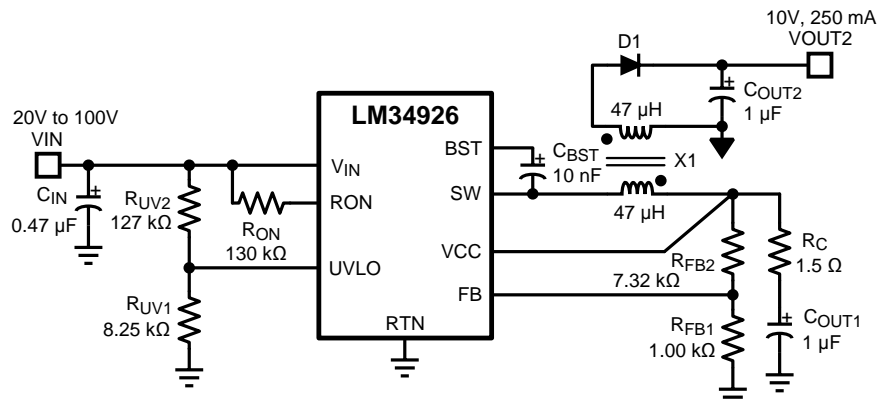 10V, 250 mA
VOUT2
D1
+
COUT2
1 µF
47 µH
20V to 100V
VIN
LM34926
BST
+
CBST
10 nF
X1
VIN
SW
47 µH
+
CIN
0.47 µF
RUV2
127 kΩ
RON
RON
130 kΩ
VCC
RFB2
7.32 kΩ
RC
1.5 Ω
UVLO
FB
RUV1
8.25 kΩ
RTN
RFB1
1.00 kΩ
+
COUT1
1 µF